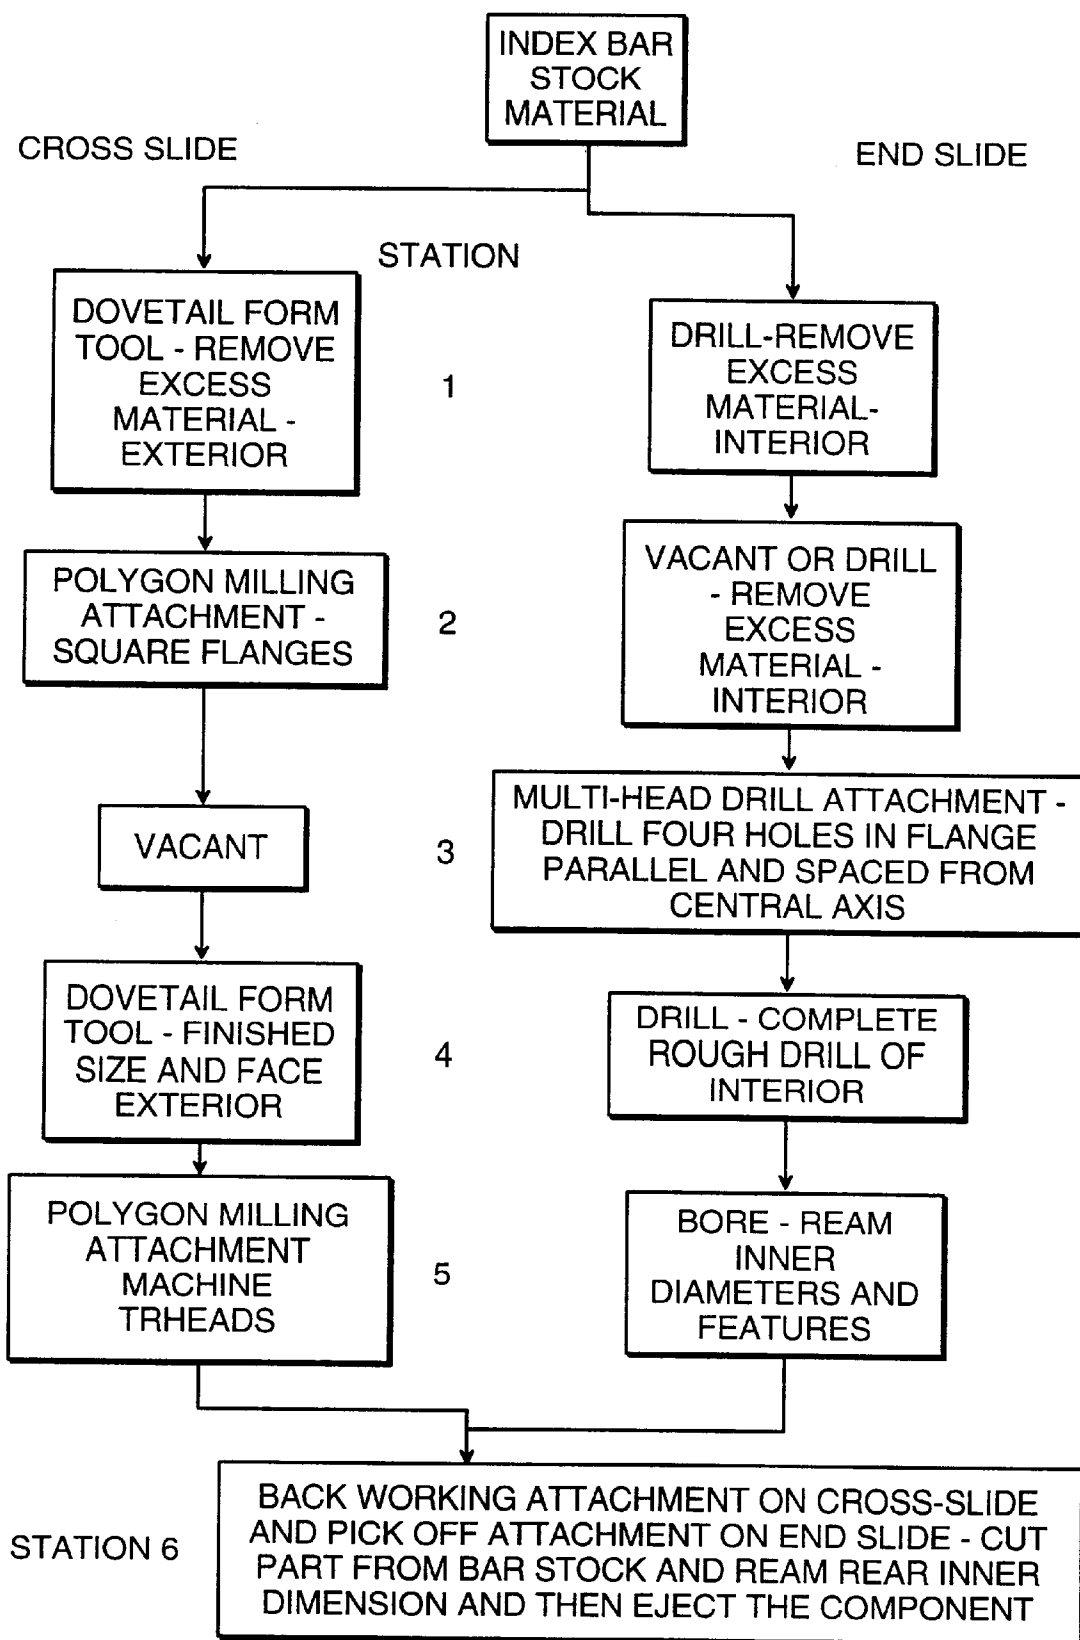 INDEX BAR
STOCK
MATERIAL
CROSS SLIDE
END SLIDE
STATION
DOVETAIL FORM
TOOL - REMOVE
EXCESS
MATERIAL -
EXTERIOR
1
DRILL-REMOVE
EXCESS
MATERIAL-
INTERIOR
POLYGON MILLING
ATTACHMENT -
SQUARE FLANGES
2
VACANT OR DRILL
- REMOVE
EXCESS
MATERIAL -
INTERIOR
VACANT
3
MULTI-HEAD DRILL ATTACHMENT -
DRILL FOUR HOLES IN FLANGE
PARALLEL AND SPACED FROM
CENTRAL AXIS
DOVETAIL FORM
TOOL - FINISHED
SIZE AND FACE
EXTERIOR
4
DRILL - COMPLETE
ROUGH DRILL OF
INTERIOR
POLYGON MILLING
ATTACHMENT
MACHINE
TRHEADS
5
BORE - REAM
INNER
DIAMETERS AND
FEATURES
STATION 6
BACK WORKING ATTACHMENT ON CROSS-SLIDE
AND PICK OFF ATTACHMENT ON END SLIDE - CUT
PART FROM BAR STOCK AND REAM REAR INNER
DIMENSION AND THEN EJECT THE COMPONENT